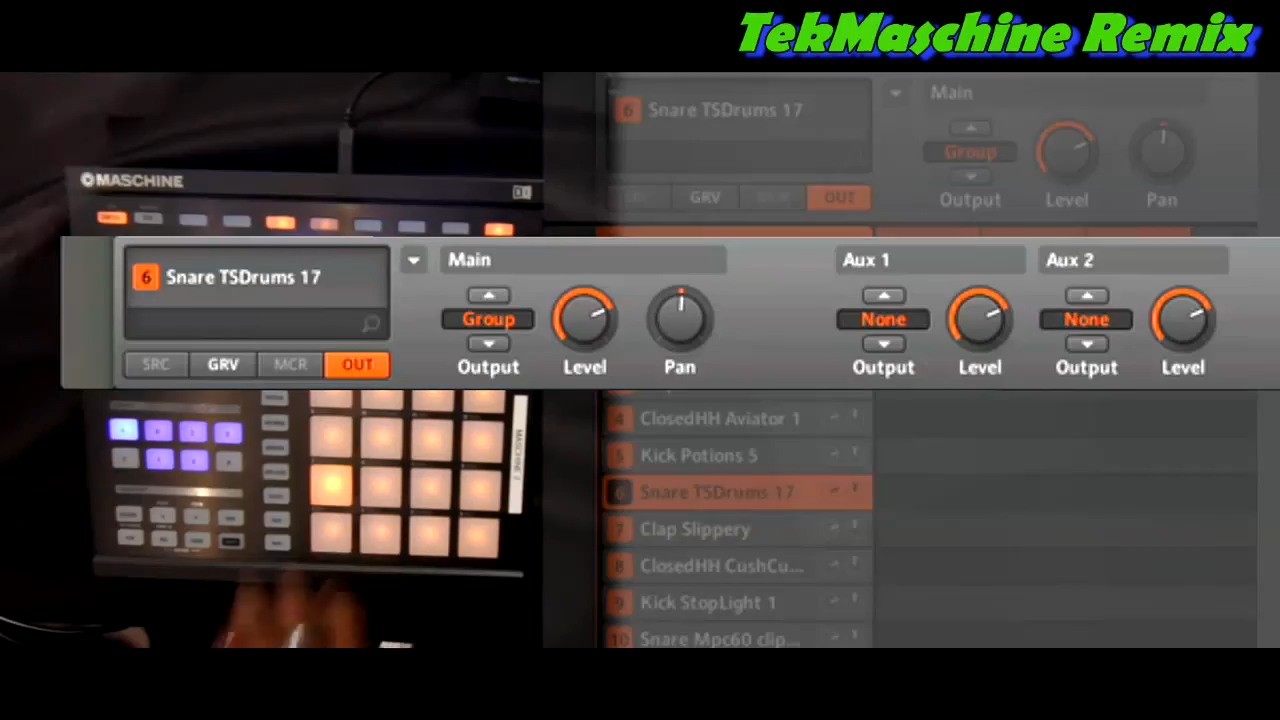 TekMaschine Remix
MASCHINE
6 Snare TSDrums 17
Main
Group
Output Level Pan
GRV
OUT
6 Snare TSDrums 17
Main
Aux 1
Aux 2
Group
None
None
SRC GRV MCR OUT
Output Level Pan
Output Level
Output Level
4 ClosedHH Aviator 1
5 Kick Potions 5
6 Snare TSDrums 17
7 Clap Slippery
8 ClosedHH CushCu...
9 Kick StopLight 1
10 Snare Mpc60 clip...